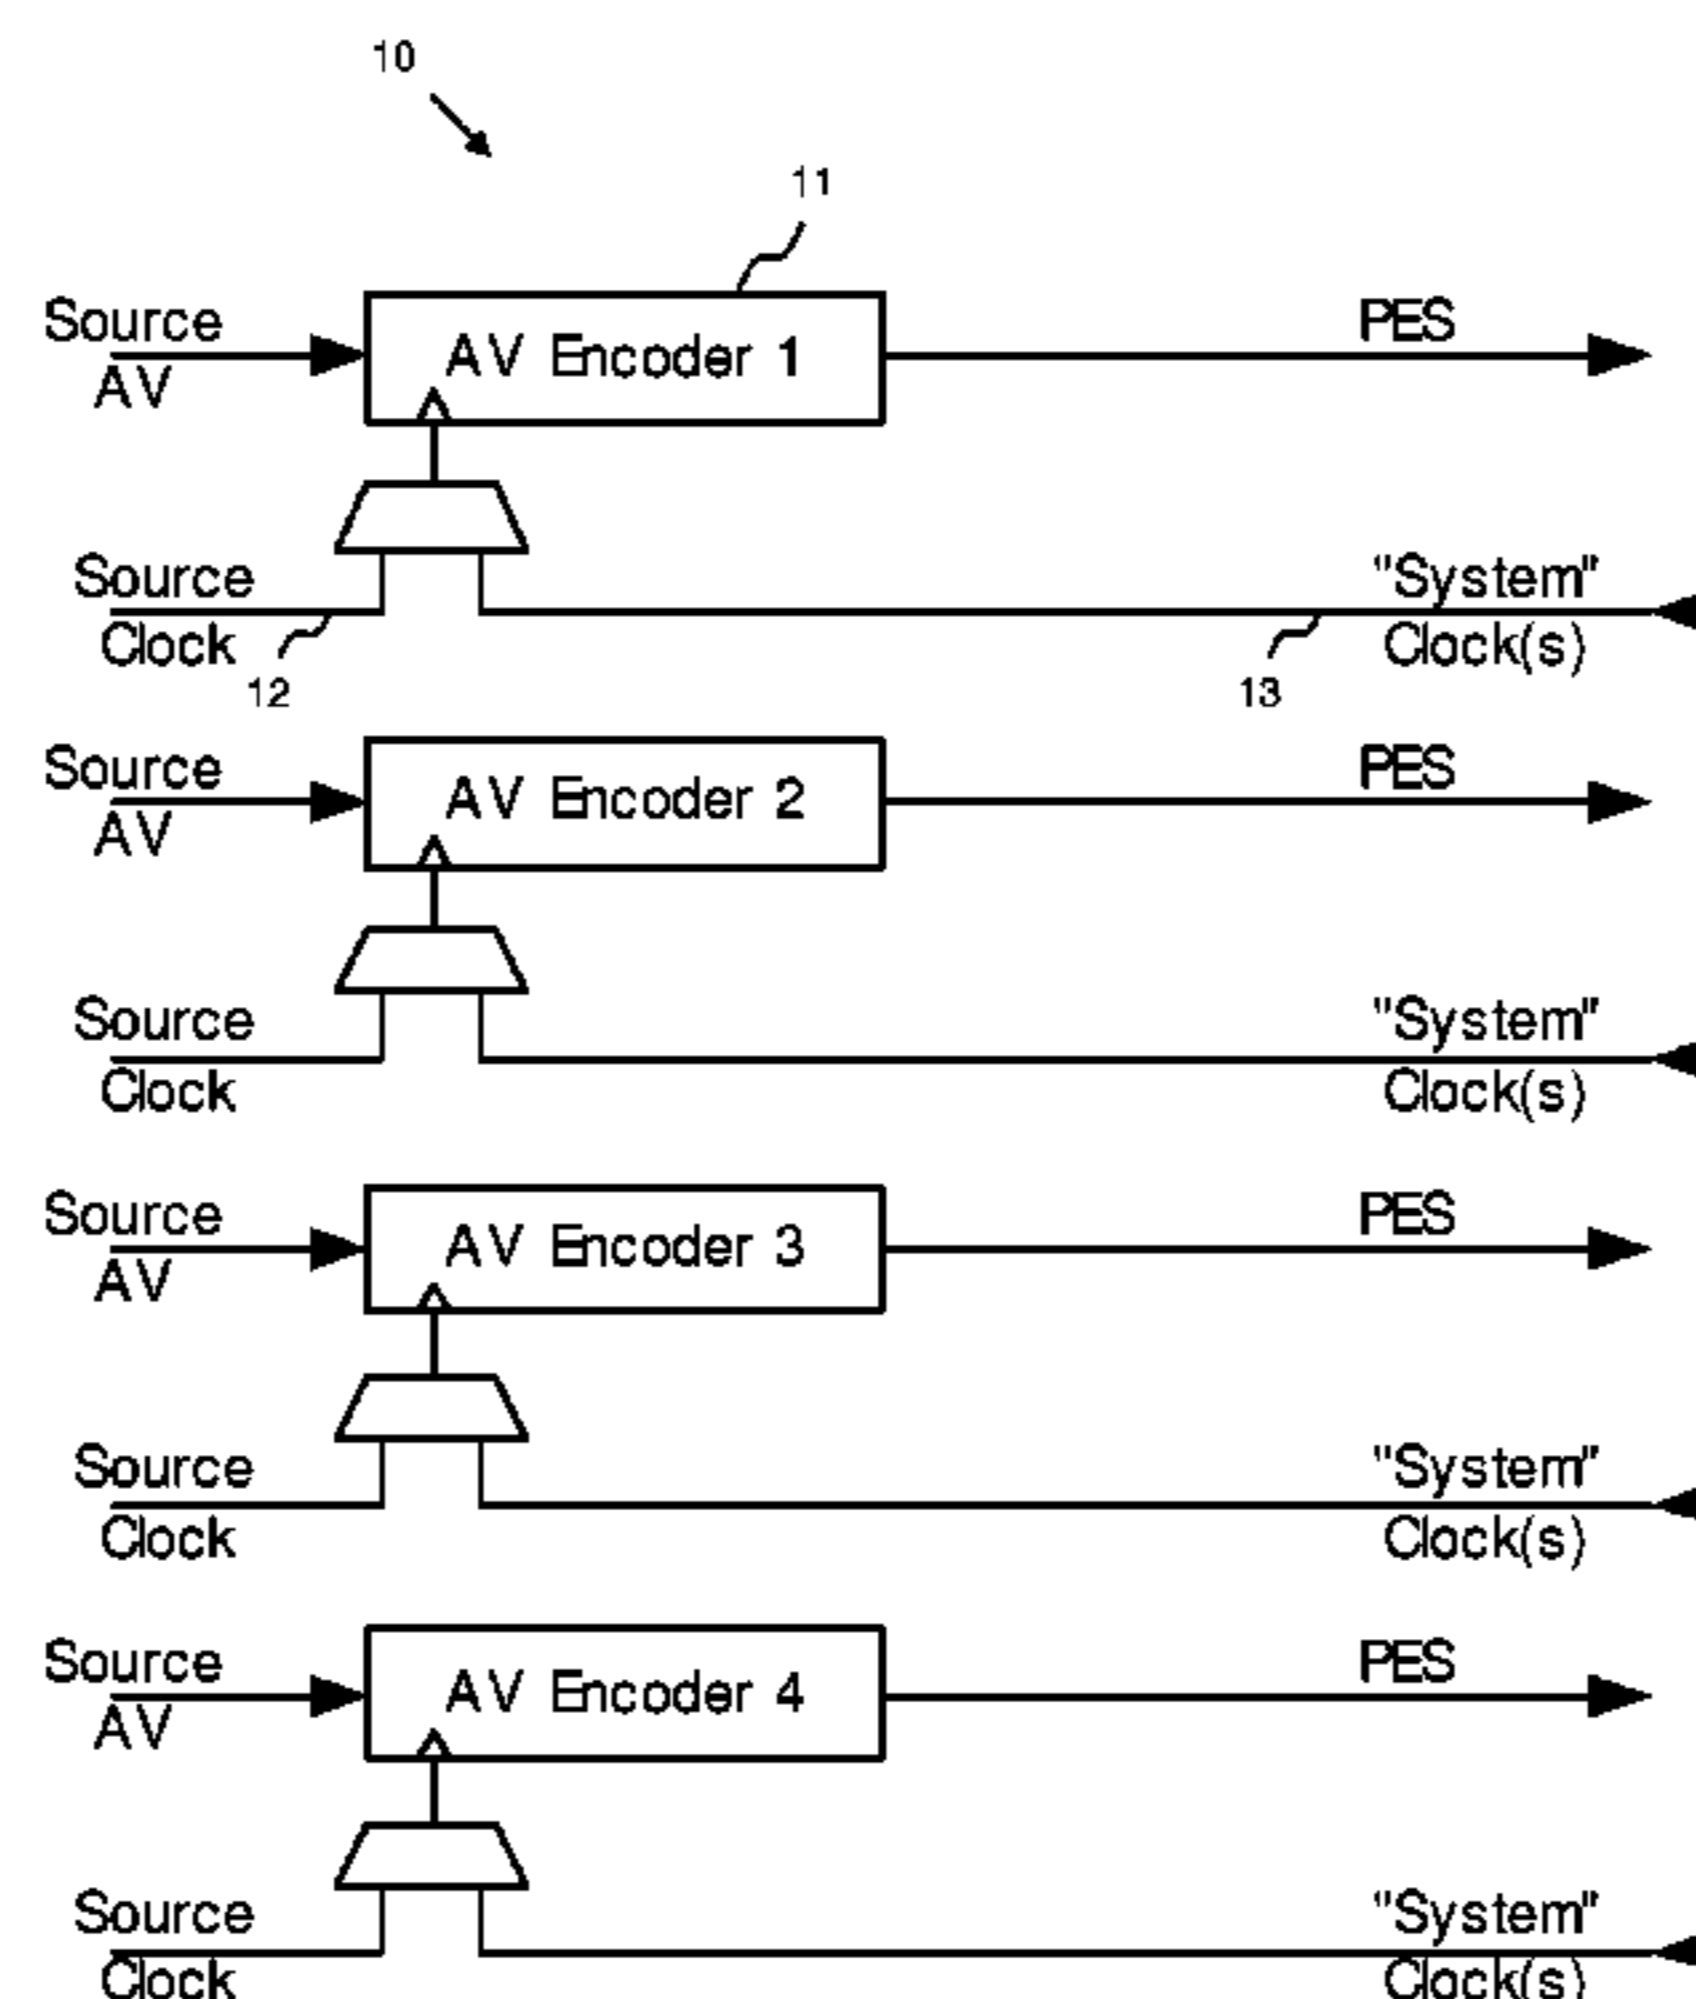 10
11
Source
AV
AV Encoder 1
PES
Source
Clock
"System"
Clock(s)
12
13
Source
AV
AV Encoder 2
PES
Source
Clock
"System"
Clock(s)
Source
AV
AV Encoder 3
PES
Source
Clock
"System"
Clock(s)
Source
AV
AV Encoder 4
PES
Source
Clock
"System"
Clock(s)